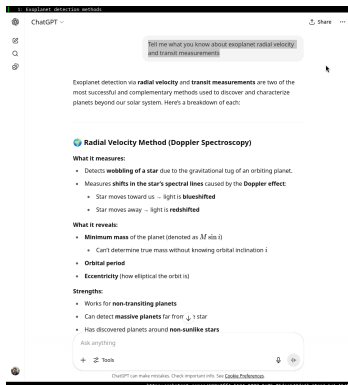 1: Exoplanet detection methods
ChatGPT
Share
Tell me what you know about exoplanet radial velocity
and transit measurements
Exoplanet detection via radial velocity and transit measurements are two of the
most successful and complementary methods used to discover and characterize
planets beyond our solar system. Here's a breakdown of each:
Radial Velocity Method (Doppler Spectroscopy)
What it measures:
• Detects wobbling of a star due to the gravitational tug of an orbiting planet.
• Measures shifts in the star's spectral lines caused by the Doppler effect:
• Star moves toward us → light is blueshifted
• Star moves away → light is redshifted
What it reveals:
• Minimum mass of the planet (denoted as M sin i)
• Can't determine true mass without knowing orbital inclination i
• Orbital period
• Eccentricity (how elliptical the orbit is)
Strengths:
• Works for non-transiting planets
• Can detect massive planets far from star
• Has discovered planets around non-sunlike stars
Ask anything
Tools
ChatGPT can make mistakes. Check important info. See Cookie Preferences.